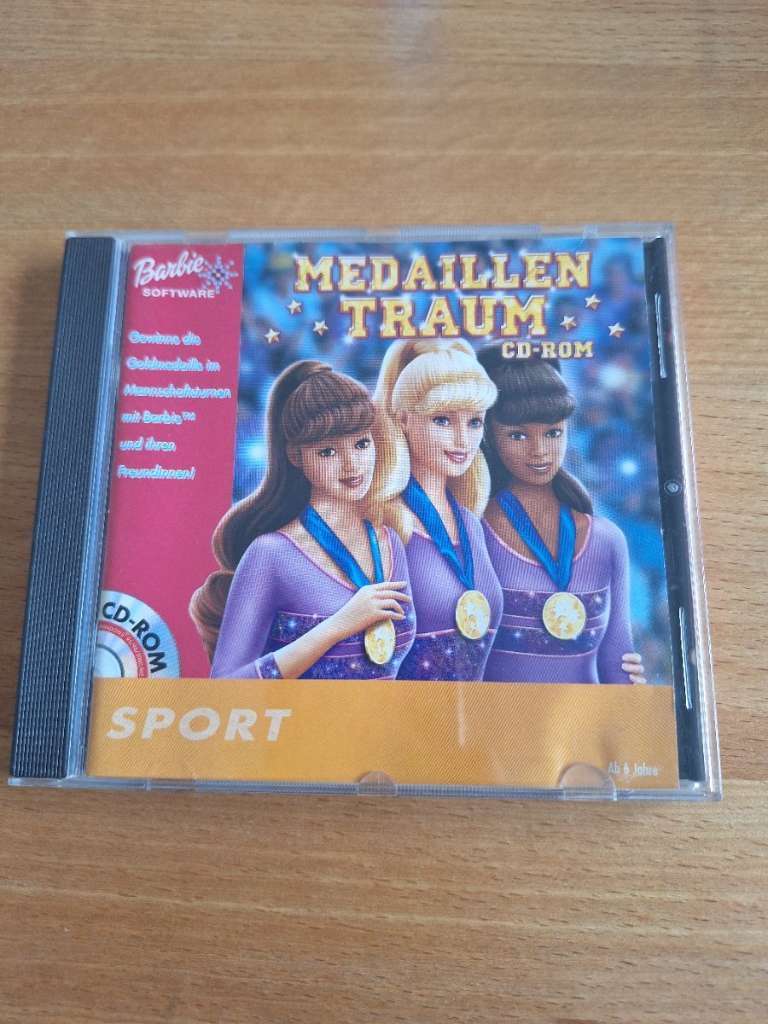 Barbie
SOFTWARE®
MEDAILLEN
TRAUM
CD-ROM
Gewinne die
Goldmedaille im
Mannschaftsturnen
mit Barbie™
und ihren
Freundinnen!
CD-ROM
SPORT
Ab 6 Jahre